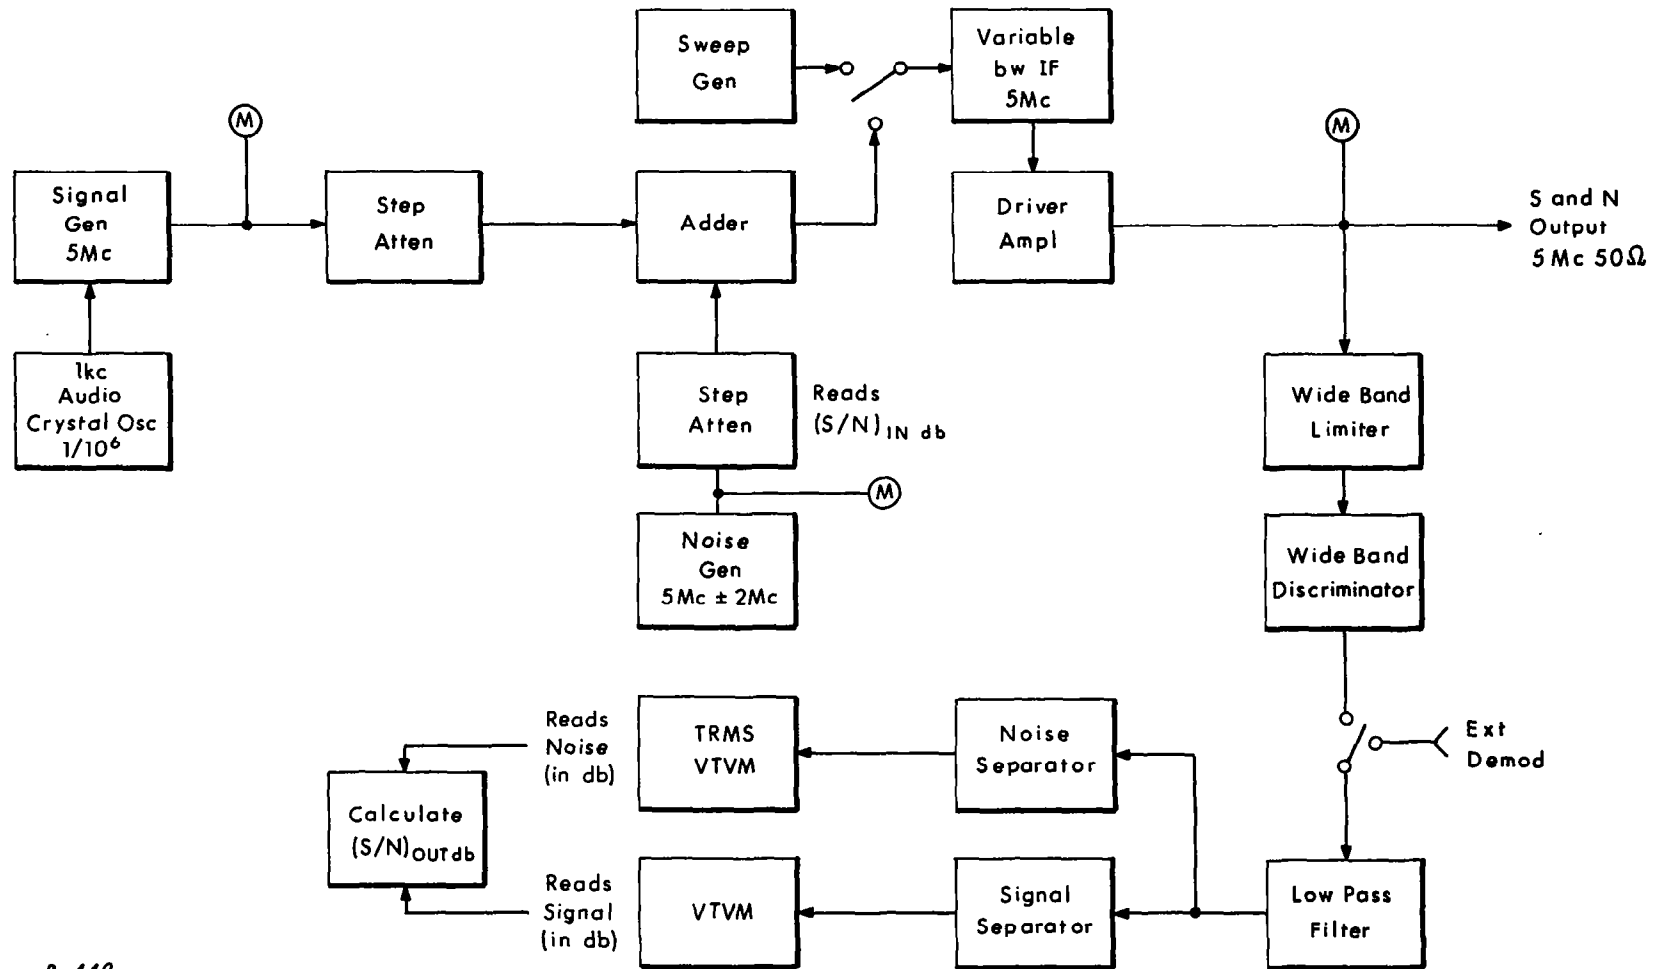 Sweep
Gen
Variable
bw IF
5Mc
M
M
Signal
Gen
5Mc
Step
Atten
Adder
Driver
Ampl
S and N
Output
5 Mc 50Ω
1kc
Audio
Crystal Osc
1/10⁶
Step
Atten
Reads
(S/N)IN db
Wide Band
Limiter
M
Noise
Gen
5Mc ± 2Mc
Wide Band
Discriminator
Ext
Demod
Reads
Noise
(in db)
TRMS
VTVM
Noise
Separator
Calculate
(S/N)OUT db
Reads
Signal
(in db)
VTVM
Signal
Separator
Low Pass
Filter